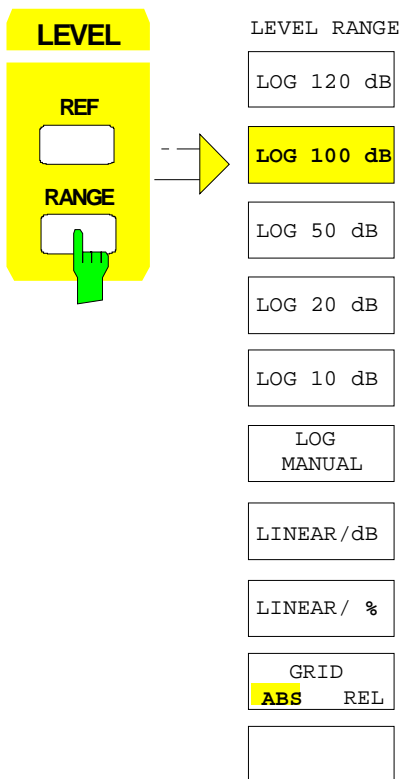 LEVEL
REF
RANGE
LEVEL RANGE
LOG 120 dB
LOG 100 dB
LOG 50 dB
LOG 20 dB
LOG 10 dB
LOG
MANUAL
LINEAR/dB
LINEAR/ %
GRID
ABS REL